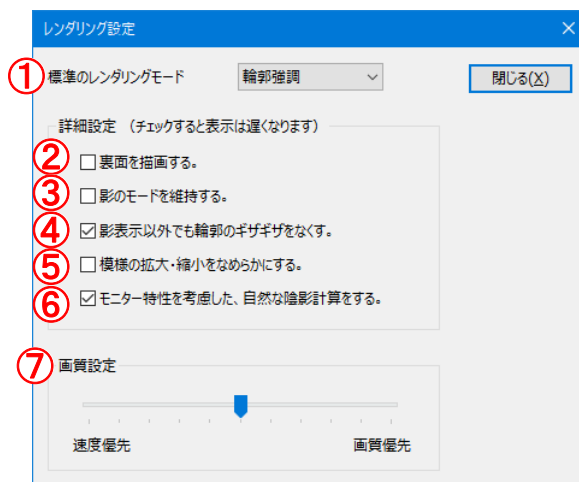 レンダリング設定
① 標準のレンダリングモード 輪郭強調 閉じる(X)
詳細設定 (チェックすると表示は遅くなります)
② 裏面を描画する。
③ 影のモードを維持する。
④ 影表示以外でも輪郭のギザギザをなくす。
⑤ 模様の拡大・縮小をなめらかにする。
⑥ モニター特性を考慮した、自然な陰影計算をする。
⑦ 画質設定
速度優先 画質優先